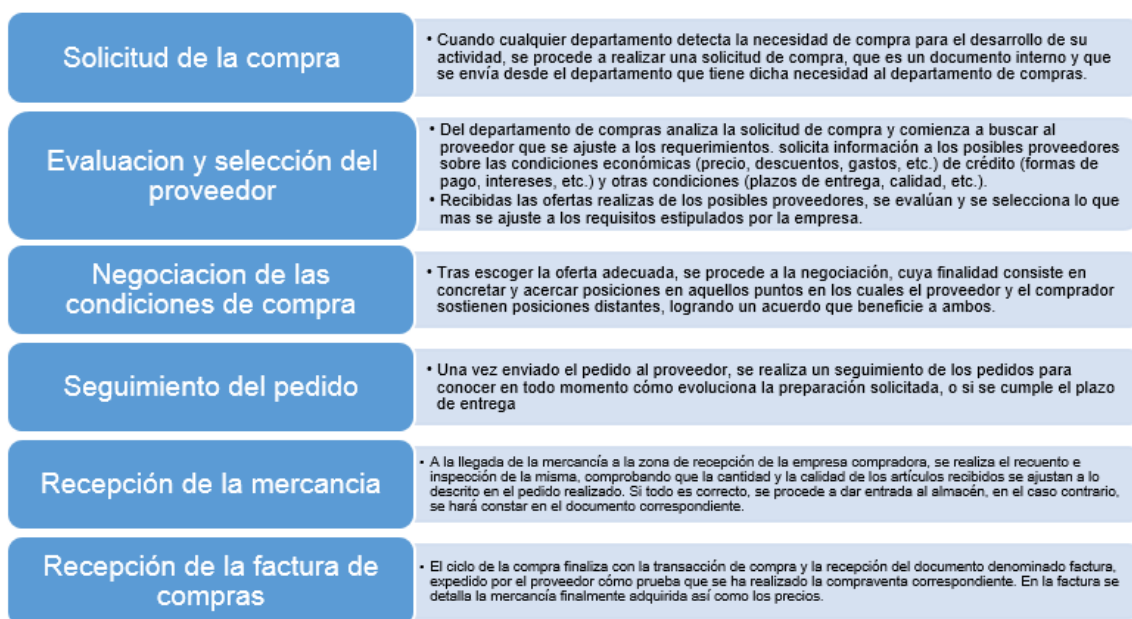 Solicitud de la compra
• Cuando cualquier departamento detecta la necesidad de compra para el desarrollo de su
actividad, se procede a realizar una solicitud de compra, que es un documento interno y que
se envía desde el departamento que tiene dicha necesidad al departamento de compras.
Evaluacion y selección del
proveedor
• Del departamento de compras analiza la solicitud de compra y comienza a buscar al
proveedor que se ajuste a los requerimientos. solicita información a los posibles proveedores
sobre las condiciones económicas (precio, descuentos, gastos, etc.) de crédito (formas de
pago, intereses, etc.) y otras condiciones (plazos de entrega, calidad, etc.).
• Recibidas las ofertas realizas de los posibles proveedores, se evalúan y se selecciona lo que
mas se ajuste a los requisitos estipulados por la empresa.
Negociacion de las
condiciones de compra
• Tras escoger la oferta adecuada, se procede a la negociación, cuya finalidad consiste en
concretar y acercar posiciones en aquellos puntos en los cuales el proveedor y el comprador
sostienen posiciones distantes, logrando un acuerdo que beneficie a ambos.
Seguimiento del pedido
• Una vez enviado el pedido al proveedor, se realiza un seguimiento de los pedidos para
conocer en todo momento cómo evoluciona la preparación solicitada, o si se cumple el plazo
de entrega
Recepción de la mercancia
• A la llegada de la mercancía a la zona de recepción de la empresa compradora, se realiza el recuento e
inspección de la misma, comprobando que la cantidad y la calidad de los artículos recibidos se ajustan a lo
descrito en el pedido realizado. Si todo es correcto, se procede a dar entrada al almacén, en el caso contrario,
se hará constar en el documento correspondiente.
Recepción de la factura de
compras
• El ciclo de la compra finaliza con la transacción de compra y la recepción del documento denominado factura,
expedido por el proveedor cómo prueba que se ha realizado la compraventa correspondiente. En la factura se
detalla la mercancía finalmente adquirida así como los precios.